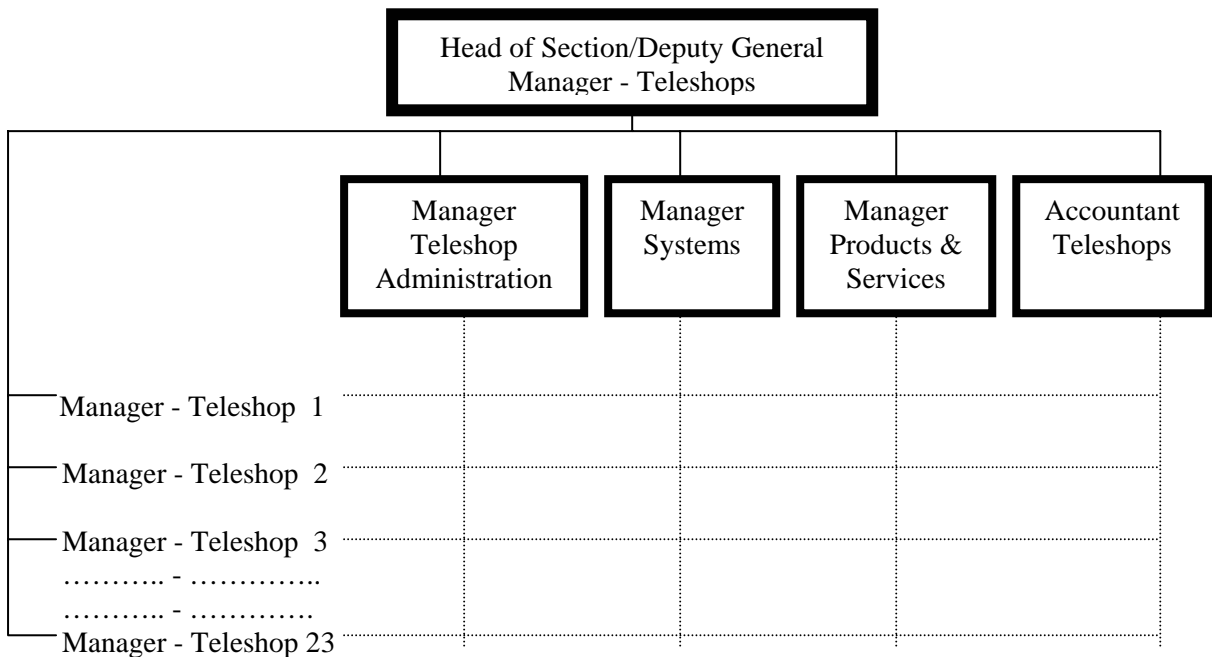 Head of Section/Deputy General
Manager - Teleshops
Manager
Teleshop
Administration
Manager
Systems
Manager
Products &
Services
Accountant
Teleshops
Manager - Teleshop  1
Manager - Teleshop  2
Manager - Teleshop  3
……….. - …………..
……….. - ………….
Manager - Teleshop 23